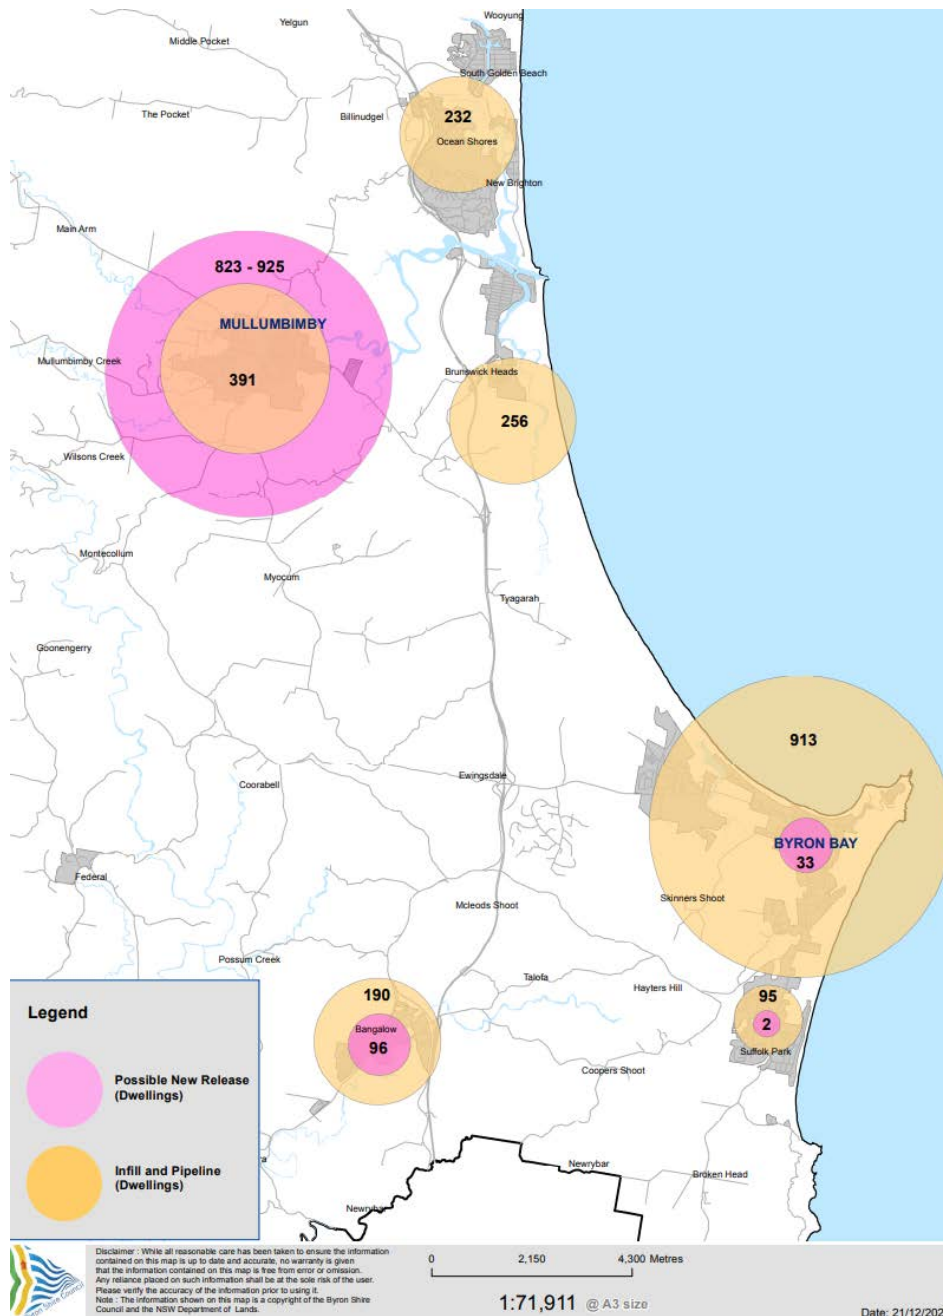 Wooyung
Yelgun
Middle Pocket
South Golden Beach
The Pocket
Billinudgel
232
Ocean Shores
New Brighton
Main Arm
823 - 925
MULLUMBIMBY
Mullumbimby Creek
391
Brunswick Heads
256
Wilsons Creek
Montecollum
Myocum
Tyagarah
Goonengerry
913
Ewingsdale
Coorabell
BYRON BAY
33
Federal
Skinners Shoot
Mcleods Shoot
Possum Creek
Talofa
Hayters Hill
190
95
Bangalow
96
2
Suffolk Park
Coopers Shoot
Newrybar
Broken Head
Legend
Possible New Release
(Dwellings)
Infill and Pipeline
(Dwellings)
Disclaimer : While all reasonable care has been taken to ensure the information
contained on this map is up to date and accurate, no warranty is given
that the information contained on this map is free from error or omission.
Any reliance placed on such information shall be at the sole risk of the user.
Please verify the accuracy of the information prior to using it.
Note : The information shown on this map is a copyright of the Byron Shire
Council and the NSW Department of Lands.
0 2,150 4,300 Metres
1:71,911 @ A3 size
Date: 21/12/202